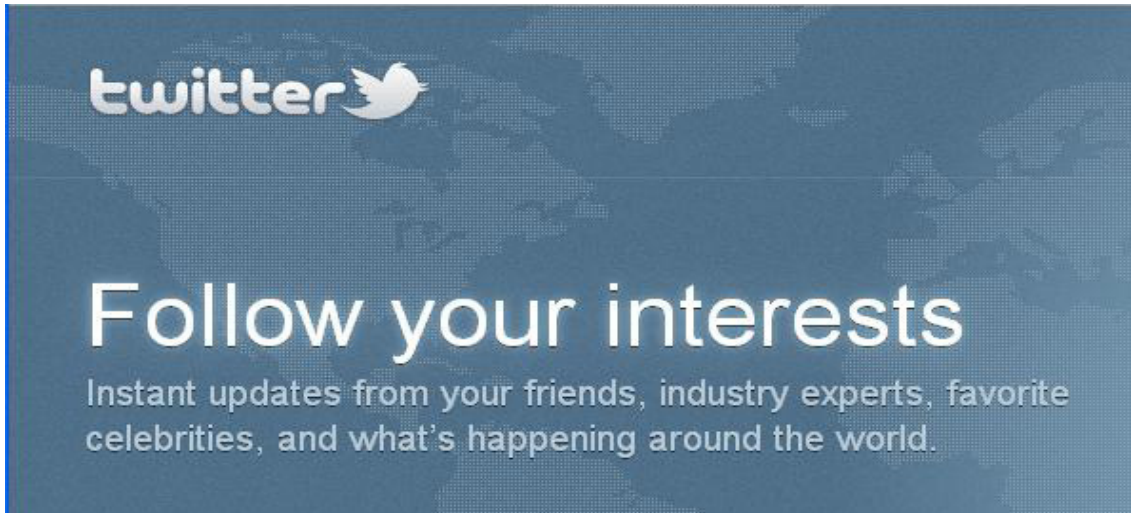 twitter
Follow your interests
Instant updates from your friends, industry experts, favorite
celebrities, and what's happening around the world.